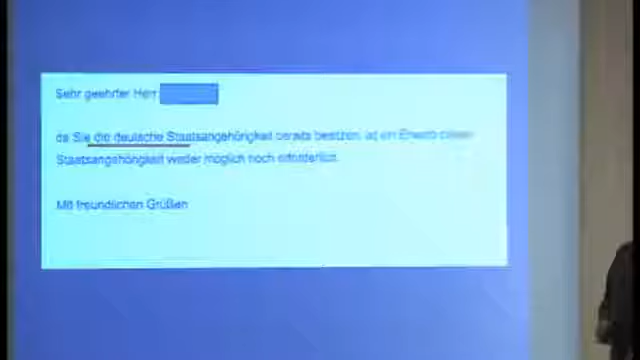 Sehr geehrter Herr
da Sie die deutsche Staatsangehörigkeit bereits besitzen, ist ein Erwerb dieser
Staatsangehörigkeit weder möglich noch erforderlich.
Mit freundlichen Grüßen